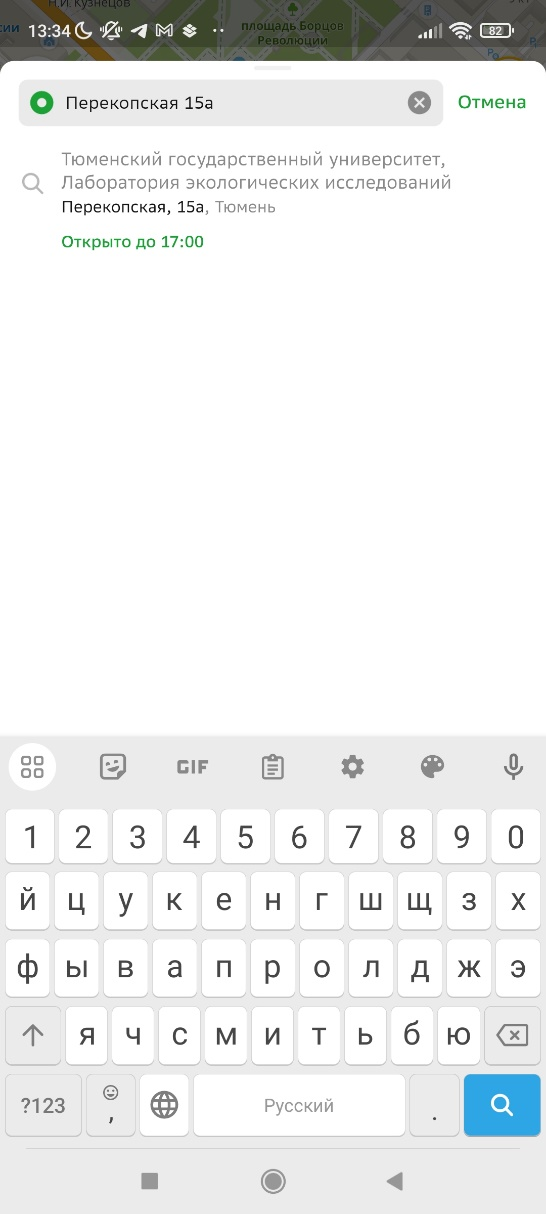 Н.И. Кузнецов
площадь Борцов
Революции
13:34
82
Перекопская 15а
Отмена
Тюменский государственный университет,
Лаборатория экологических исследований
Перекопская, 15а, Тюмень
Открыто до 17:00
GIF
1 2 3 4 5 6 7 8 9 0
й ц у к е н г ш щ з х
ф ы в а п р о л д ж э
я ч с м и т ь б ю
?123 , Русский .